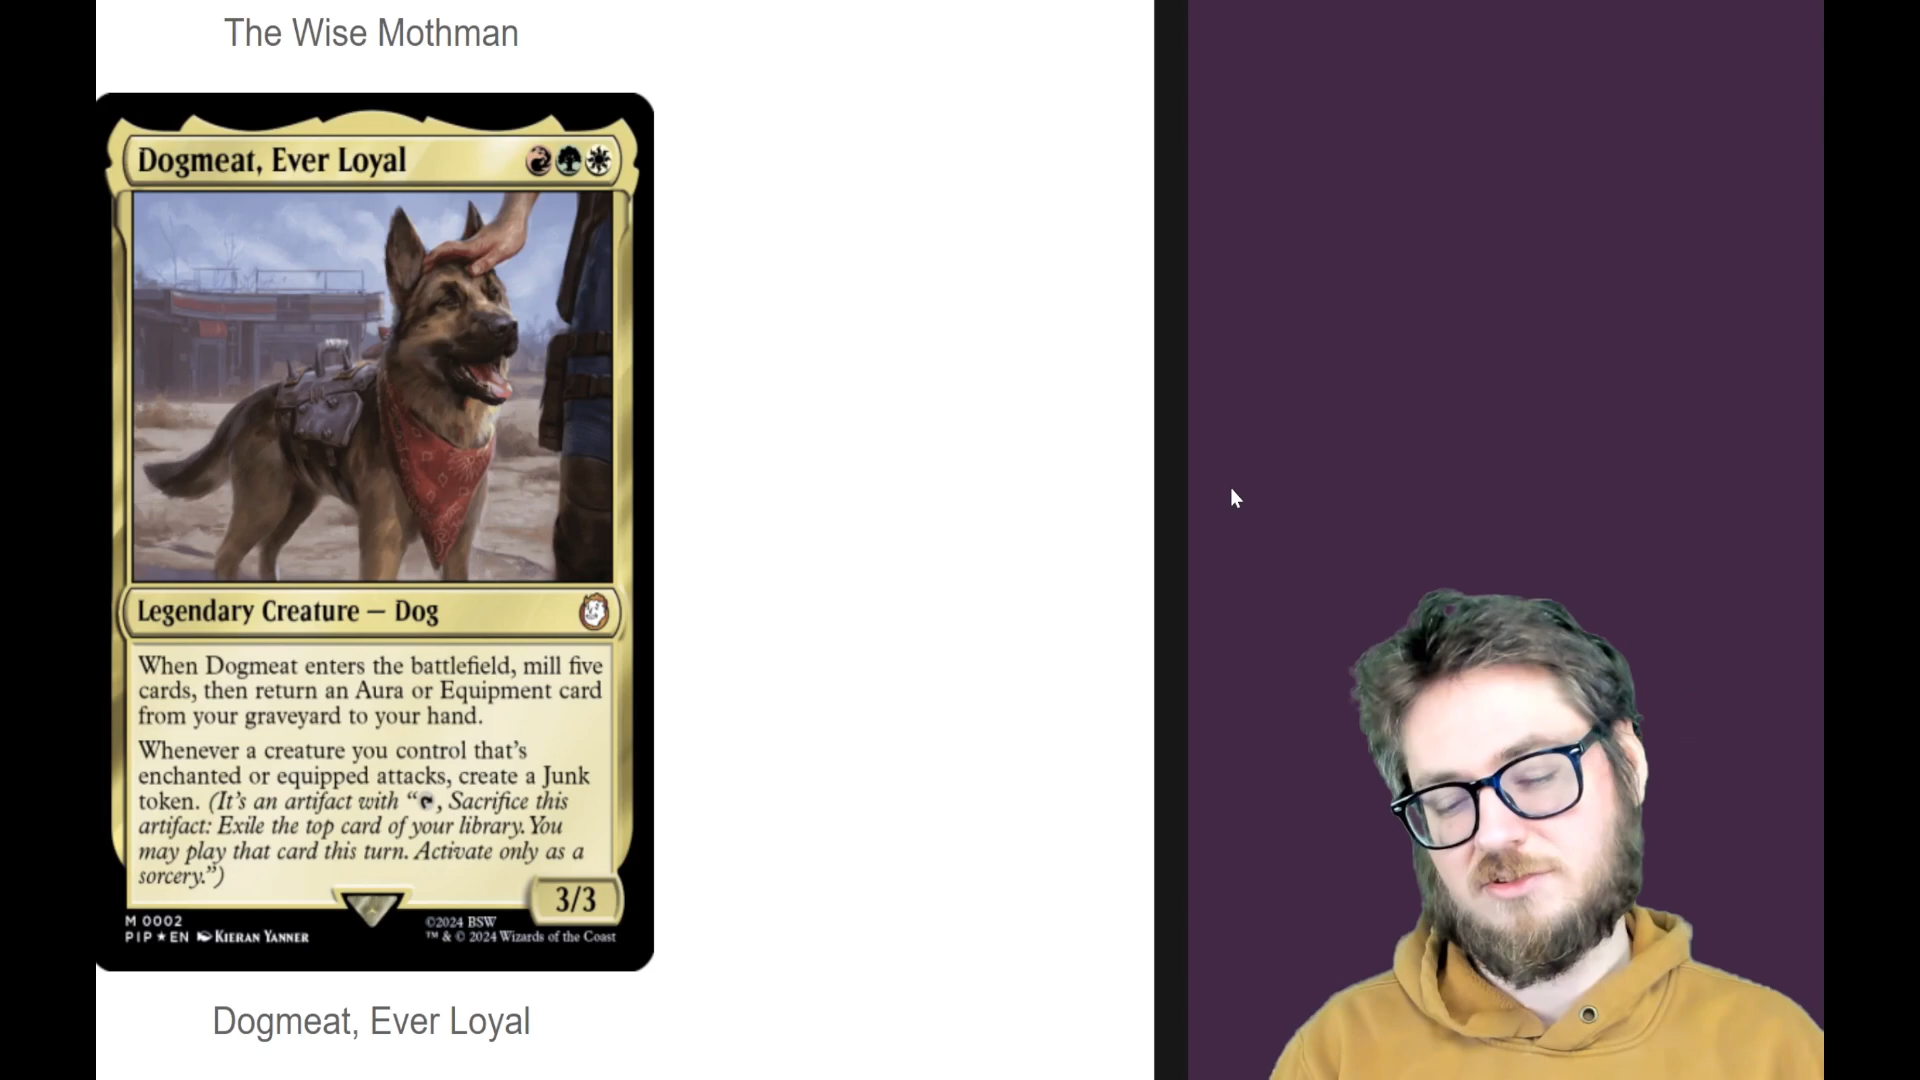 The Wise Mothman
Dogmeat, Ever Loyal
Legendary Creature — Dog
When Dogmeat enters the battlefield, mill five
cards, then return an Aura or Equipment card
from your graveyard to your hand.
Whenever a creature you control that's
enchanted or equipped attacks, create a Junk
token. (It's an artifact with “, Sacrifice this
artifact: Exile the top card of your library. You
may play that card this turn. Activate only as a
sorcery.”)
3/3
M 0002
PIP ★ EN KIERAN YANNER
©2024 BSW
™ & © 2024 Wizards of the Coast
Dogmeat, Ever Loyal